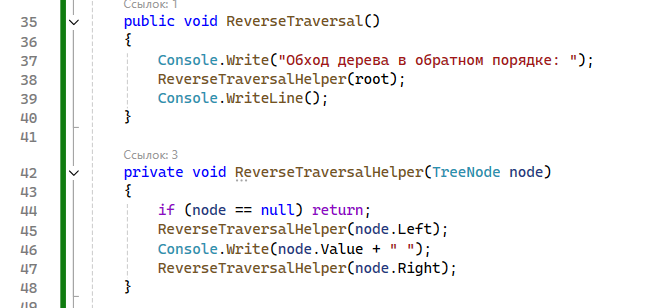 Ссылок: 1
35 public void ReverseTraversal()
36 {
37 Console.Write("Обход дерева в обратном порядке: ");
38 ReverseTraversalHelper(root);
39 Console.WriteLine();
40 }
41
Ссылок: 3
42 private void ReverseTraversalHelper(TreeNode node)
43 {
44 if (node == null) return;
45 ReverseTraversalHelper(node.Left);
46 Console.Write(node.Value + " ");
47 ReverseTraversalHelper(node.Right);
48 }
49